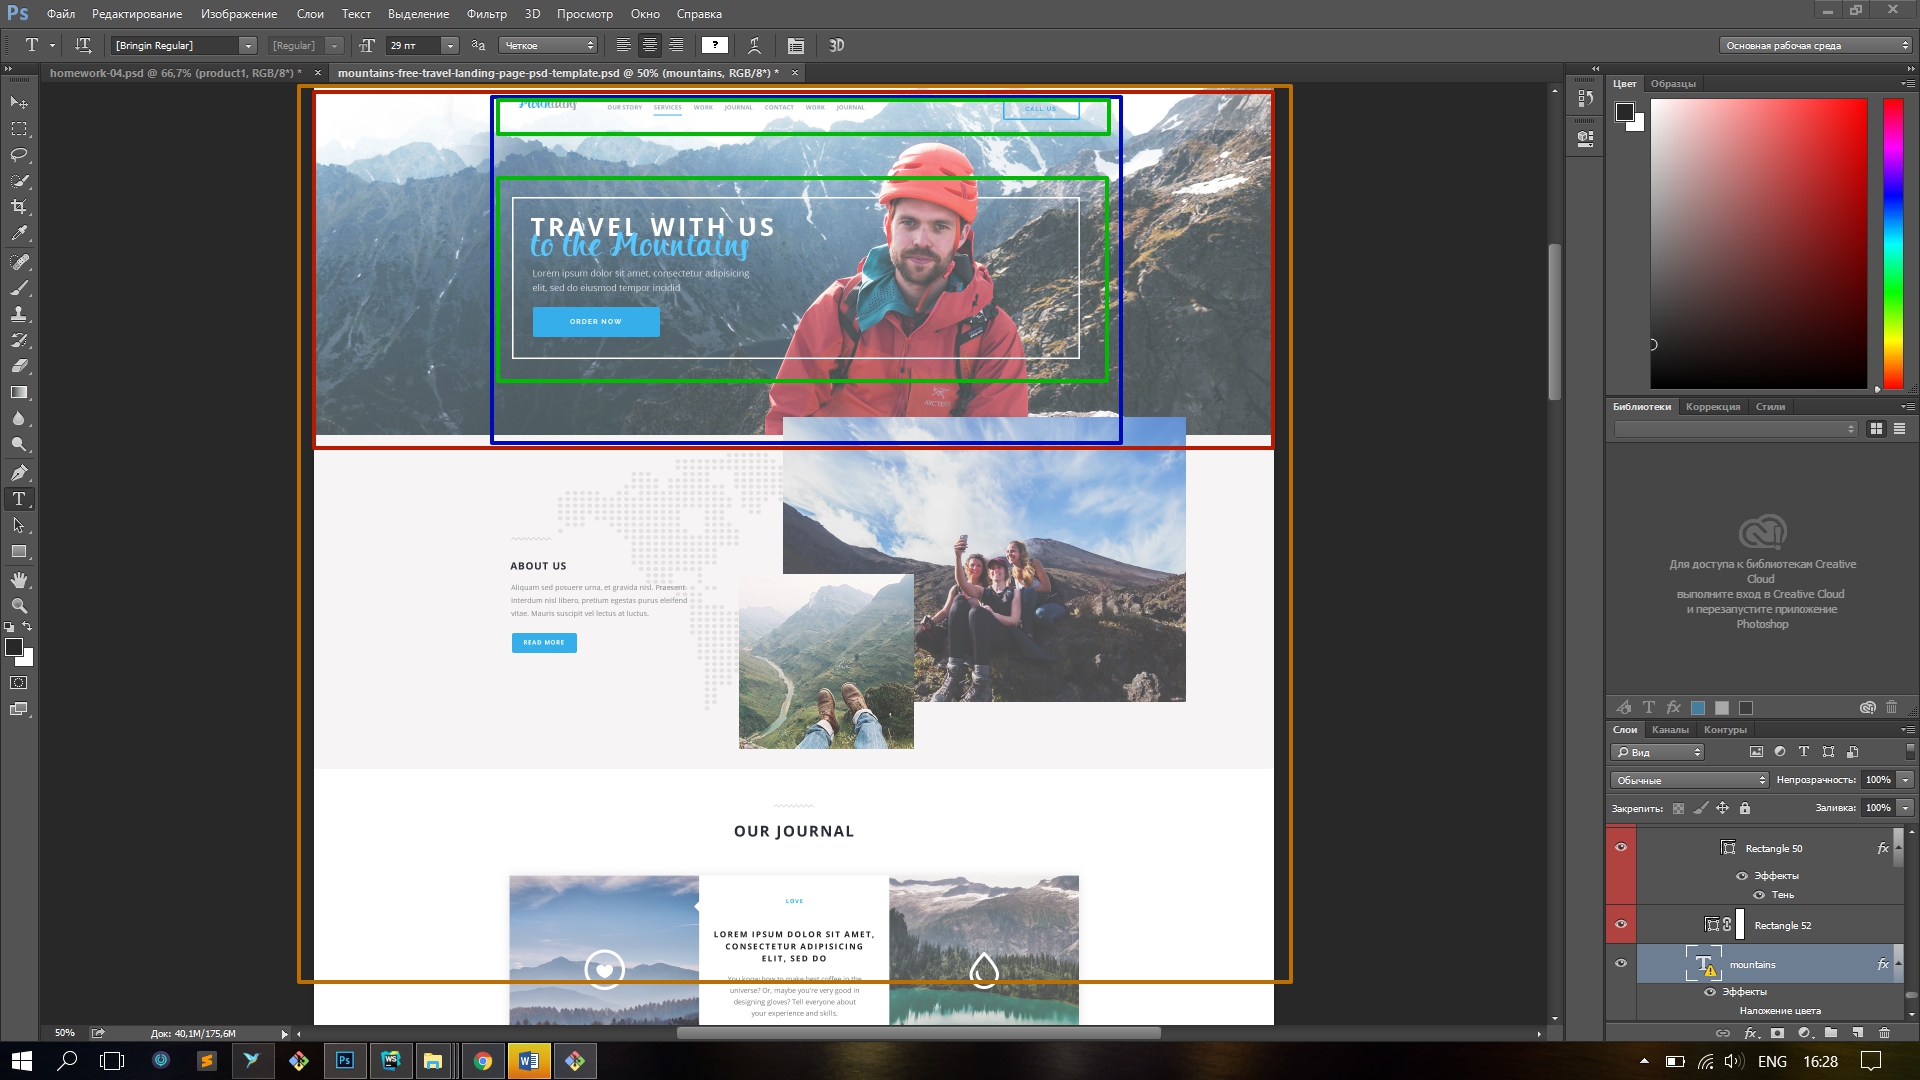 Ps Файл Редактирование Изображение Слои Текст Выделение Фильтр 3D Просмотр Окно Справка
[Bringin Regular] [Regular] 29 пт Четкое ? 3D Основная рабочая среда
homework-04.psd @ 66,7% (product1, RGB/8*) * × mountains-free-travel-landing-page-psd-template.psd @ 50% (mountains, RGB/8*) * ×
Mountains OUR STORY SERVICES WORK JOURNAL CONTACT WORK JOURNAL CALL US
TRAVEL WITH US
to the Mountains
Lorem ipsum dolor sit amet, consectetur adipisicing
elit, sed do eiusmod tempor incidid
ORDER NOW
ARC'TERYX
ABOUT US
Aliquam sed posuere urna, et gravida nisl. Praesent
interdum nisl libero, pretium egestas purus eleifend
vitae. Mauris suscipit vel lectus at luctus.
READ MORE
OUR JOURNAL
LOVE
LOREM IPSUM DOLOR SIT AMET,
CONSECTETUR ADIPISICING
ELIT, SED DO
You know how to make best coffee in the
universe? Or, maybe you're very good in
designing gloves? Tell everyone about
your experience and skills.
Цвет Образцы
Библиотеки Коррекция Стили
Для доступа к библиотекам Creative
Cloud
выполните вход в Creative Cloud
и перезапустите приложение
Photoshop
Слои Каналы Контуры
Вид
Обычные Непрозрачность: 100%
Закрепить: Заливка: 100%
Rectangle 50 fx
Эффекты
Тень
Rectangle 52
mountains fx
Эффекты
Наложение цвета
50% Док: 40,1M/175,6M
ENG 16:28